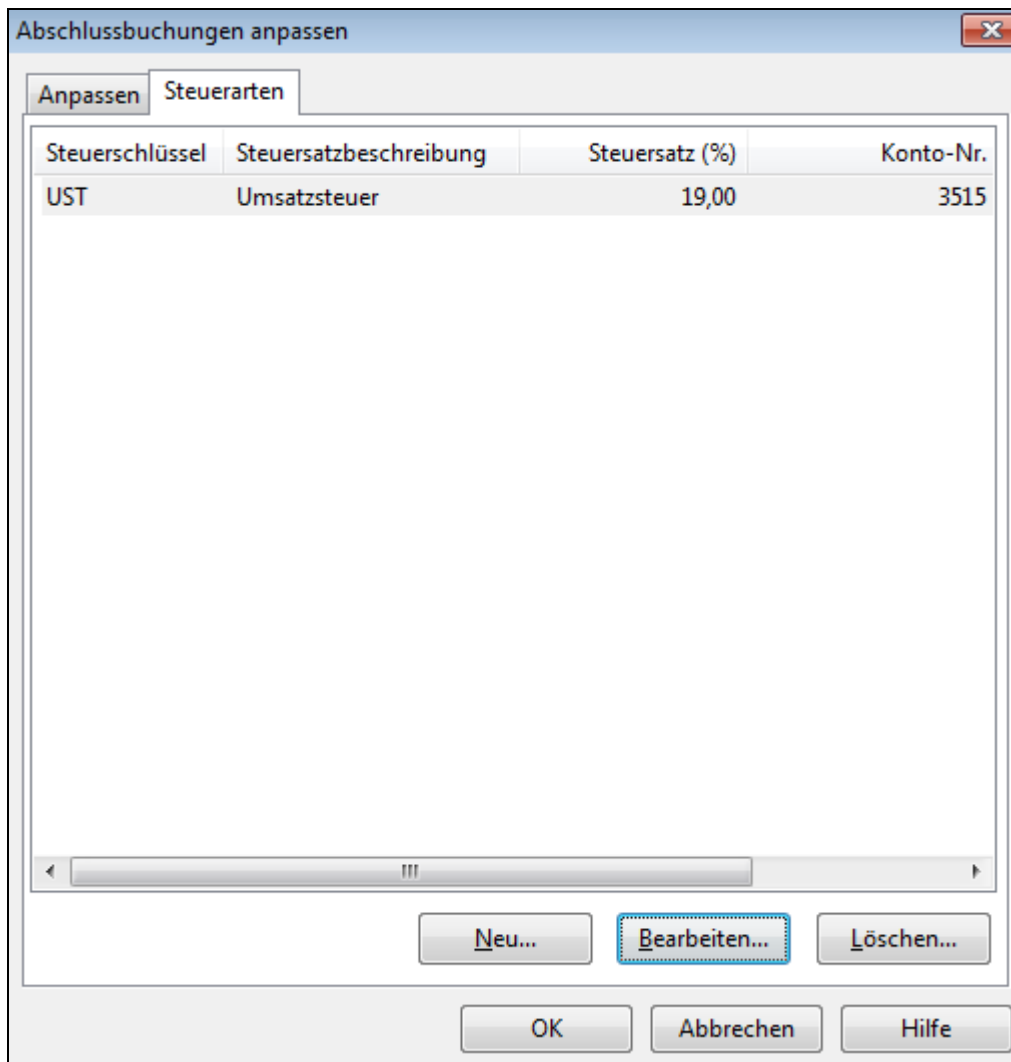 Abschlussbuchungen anpassen
Anpassen Steuerarten
Steuerschlüssel Steuersatzbeschreibung Steuersatz (%) Konto-Nr.
UST Umsatzsteuer 19,00 3515
Neu... Bearbeiten... Löschen...
OK Abbrechen Hilfe